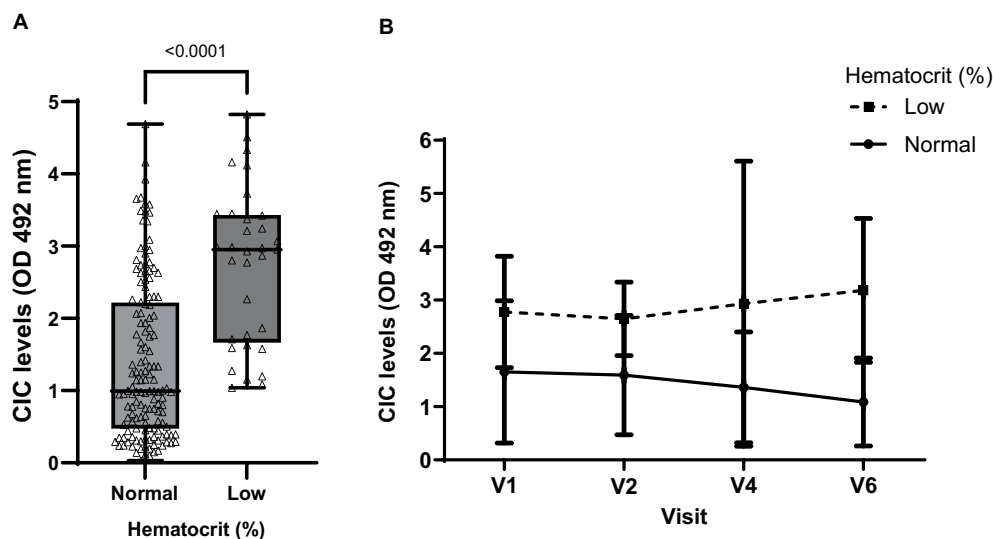 A
<0.0001
CIC levels (OD 492 nm)
5
4
3
2
1
0
Normal
Low
Hematocrit (%)
B
Hematocrit (%)
Low
Normal
CIC levels (OD 492 nm)
6
5
4
3
2
1
0
V1
V2
V4
V6
Visit